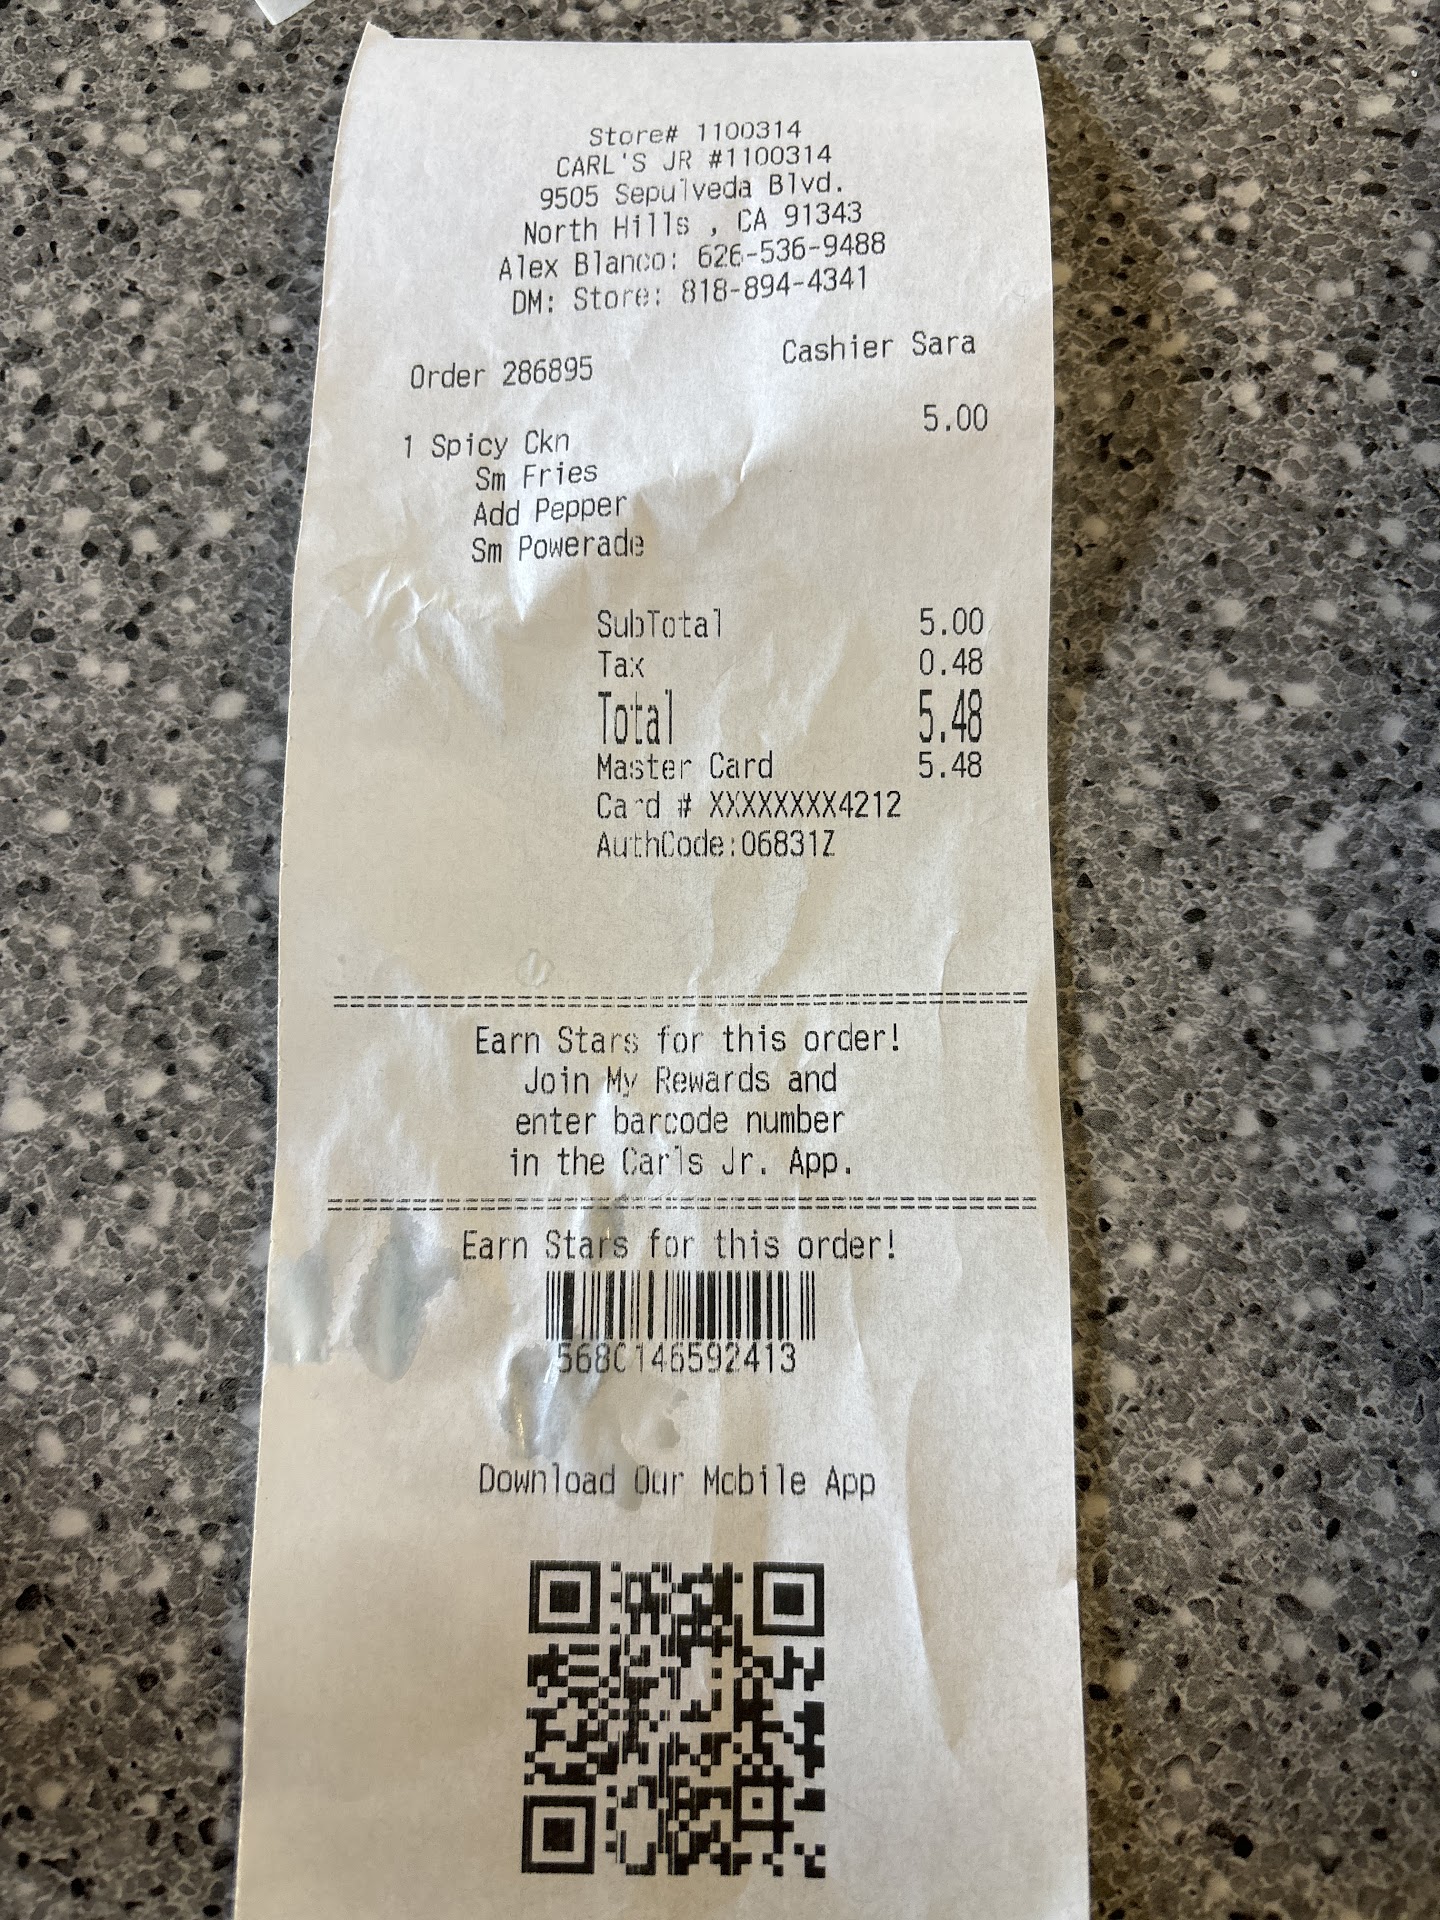 Store# 1100314
CARL'S JR #1100314
9505 Sepulveda Blvd.
North Hills , CA 91343
Alex Blanco: 626-536-9488
DM: Store: 818-894-4341
Order 286895 Cashier Sara
1 Spicy Ckn 5.00
Sm Fries
Add Pepper
Sm Powerade
SubTotal 5.00
Tax 0.48
Total 5.48
Master Card 5.48
Card # XXXXXXXX4212
AuthCode:06831Z
Earn Stars for this order!
Join My Rewards and
enter barcode number
in the Carls Jr. App.
Earn Stars for this order!
5680146592413
Download Our Mobile App